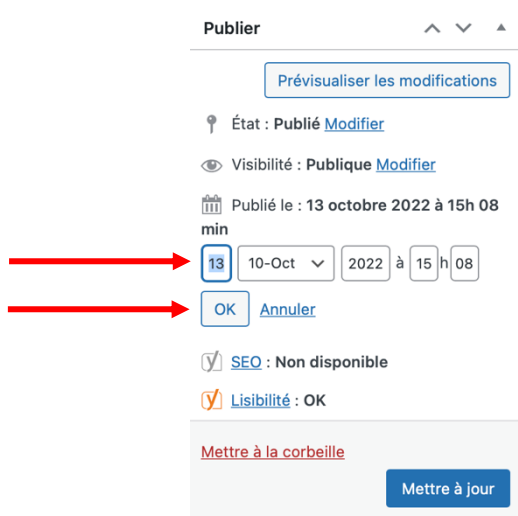 Publier
Prévisualiser les modifications
État : Publié Modifier
Visibilité : Publique Modifier
Publié le : 13 octobre 2022 à 15h 08
min
13 10-Oct 2022 à 15 h 08
OK Annuler
SEO : Non disponible
Lisibilité : OK
Mettre à la corbeille
Mettre à jour